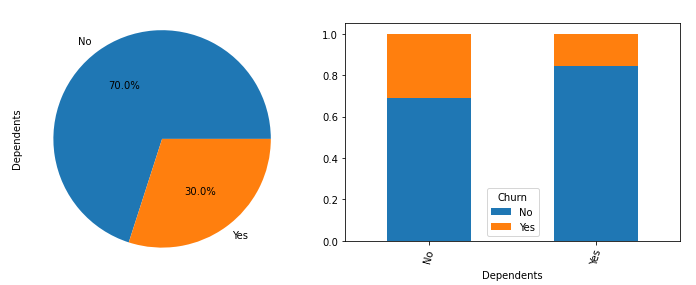 Dependents
No
70.0%
30.0%
Yes
1.0
0.8
0.6
0.4
0.2
0.0
Churn
No
Yes
No
Yes
Dependents